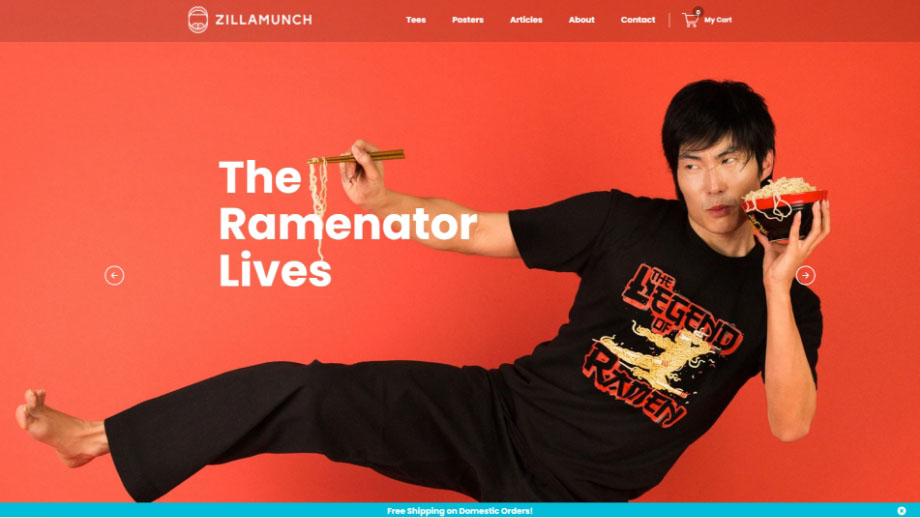 ZILLAMUNCH
Tees Posters Articles About Contact 0 My Cart
The
Ramenator
Lives
THE
LEGEND
OF
RAMEN
Free Shipping on Domestic Orders!